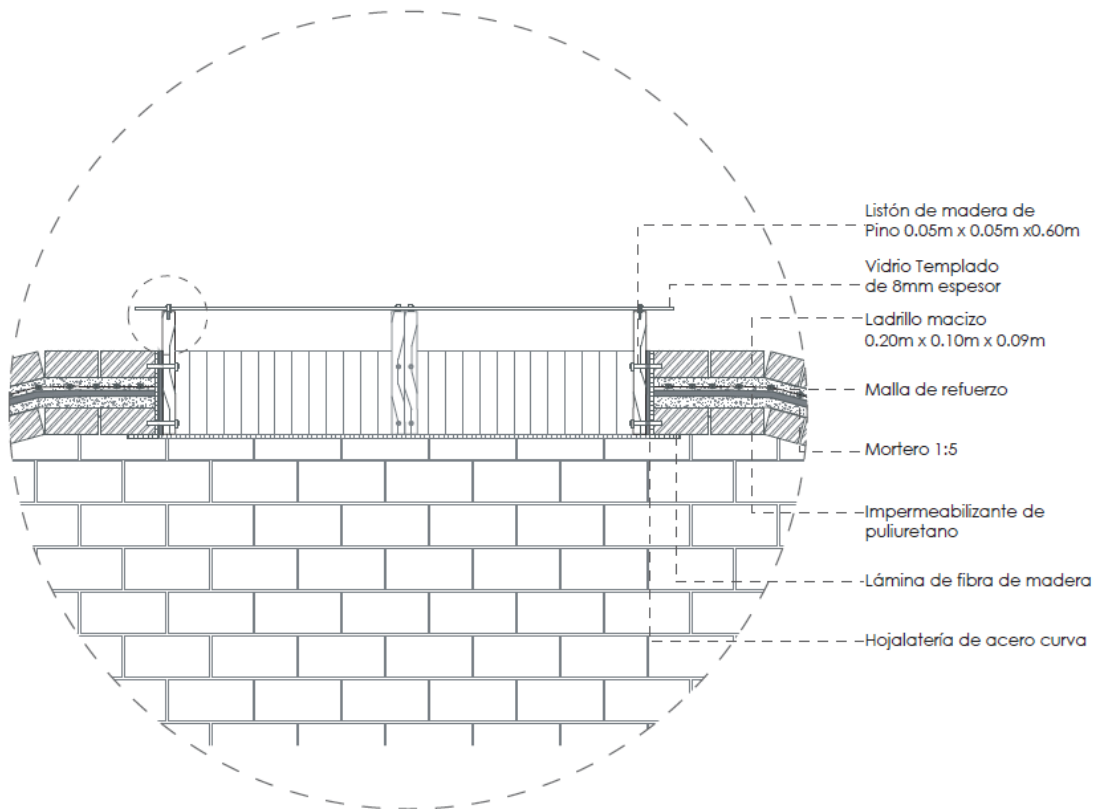 Listón de madera de
Pino 0.05m x 0.05m x0.60m
Vidrio Templado
de 8mm espesor
Ladrillo macizo
0.20m x 0.10m x 0.09m
Malla de refuerzo
Mortero 1:5
Impermeabilizante de
puliuretano
Lámina de fibra de madera
Hojalatería de acero curva